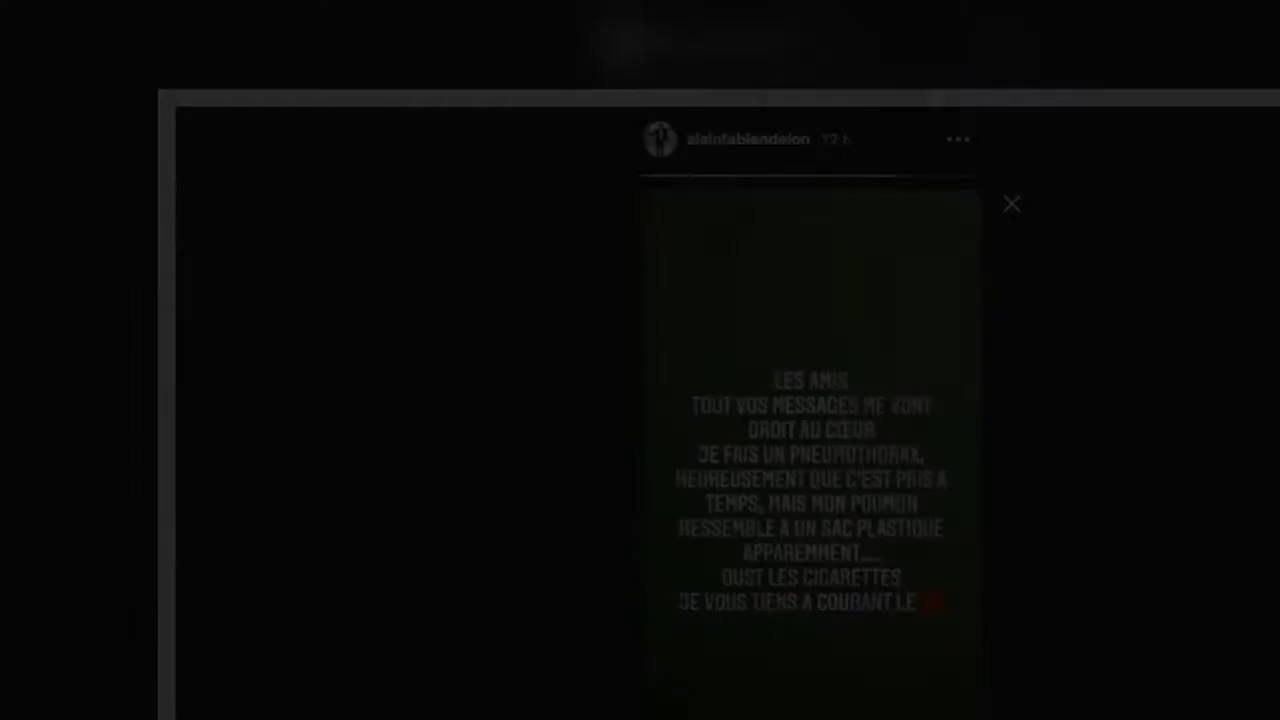 alainfabiendelon 12 h
LES AMIS
TOUT VOS MESSAGES ME VONT
DROIT AU CŒUR
JE FAIS UN PNEUMOTHORAX,
HEUREUSEMENT QUE C'EST PRIS A
TEMPS, MAIS MON POUMON
RESSEMBLE A UN SAC PLASTIQUE
APPAREMMENT....
OUST LES CIGARETTES
JE VOUS TIENS A COURANT LE